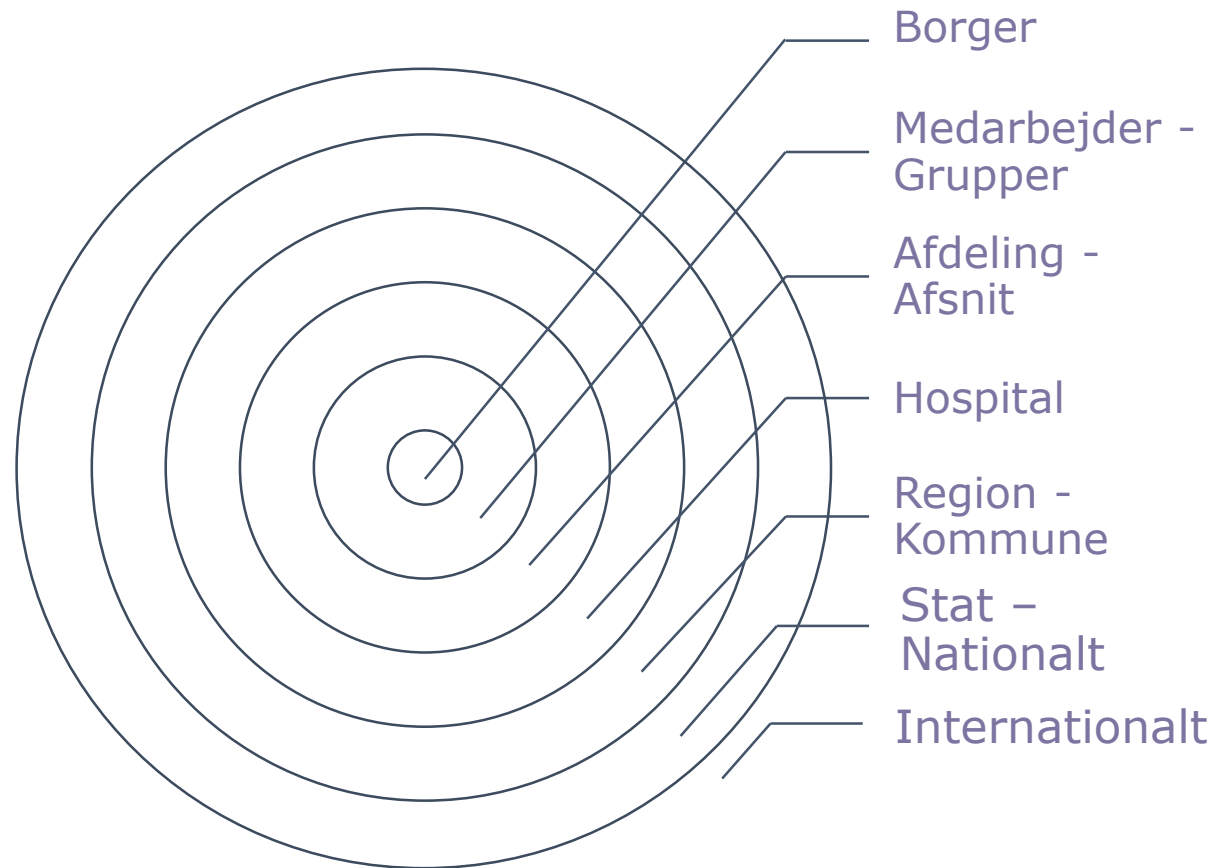 Borger
Medarbejder -
Grupper
Afdeling -
Afsnit
Hospital
Region -
Kommune
Stat –
Nationalt
Internationalt